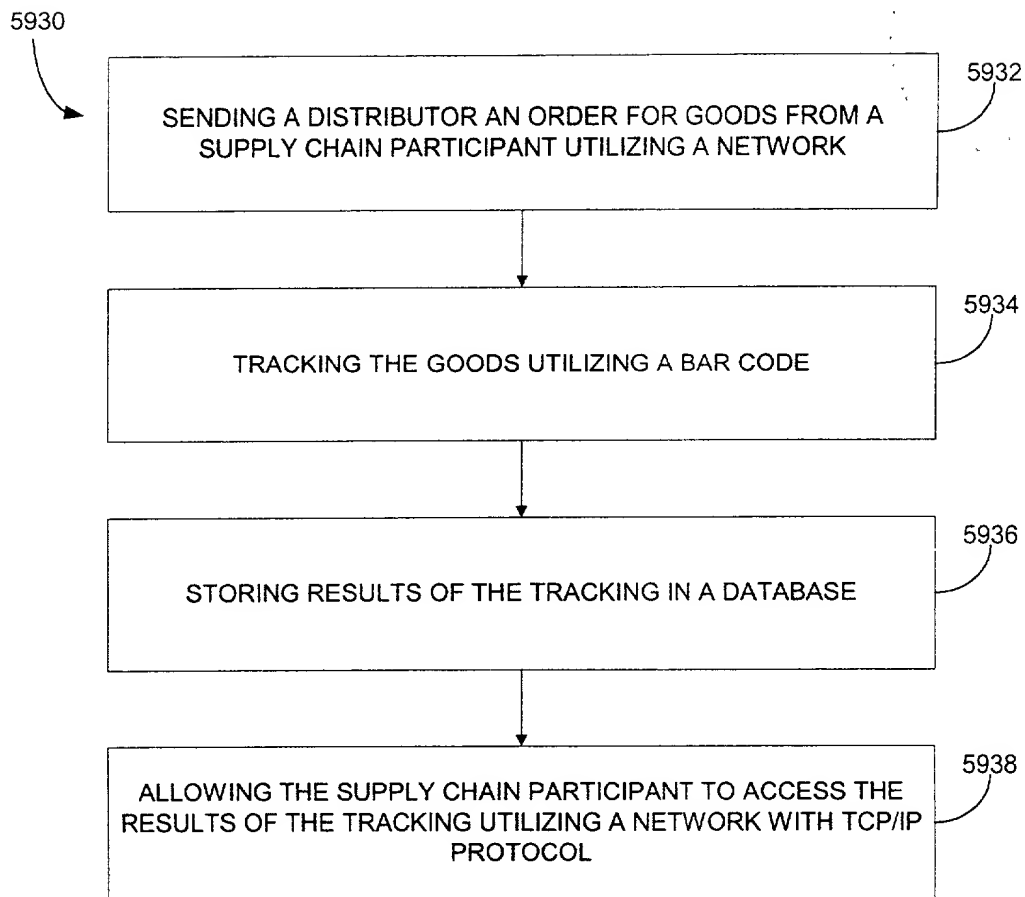 5930
5932
SENDING A DISTRIBUTOR AN ORDER FOR GOODS FROM A
SUPPLY CHAIN PARTICIPANT UTILIZING A NETWORK
5934
TRACKING THE GOODS UTILIZING A BAR CODE
5936
STORING RESULTS OF THE TRACKING IN A DATABASE
5938
ALLOWING THE SUPPLY CHAIN PARTICIPANT TO ACCESS THE
RESULTS OF THE TRACKING UTILIZING A NETWORK WITH TCP/IP
PROTOCOL